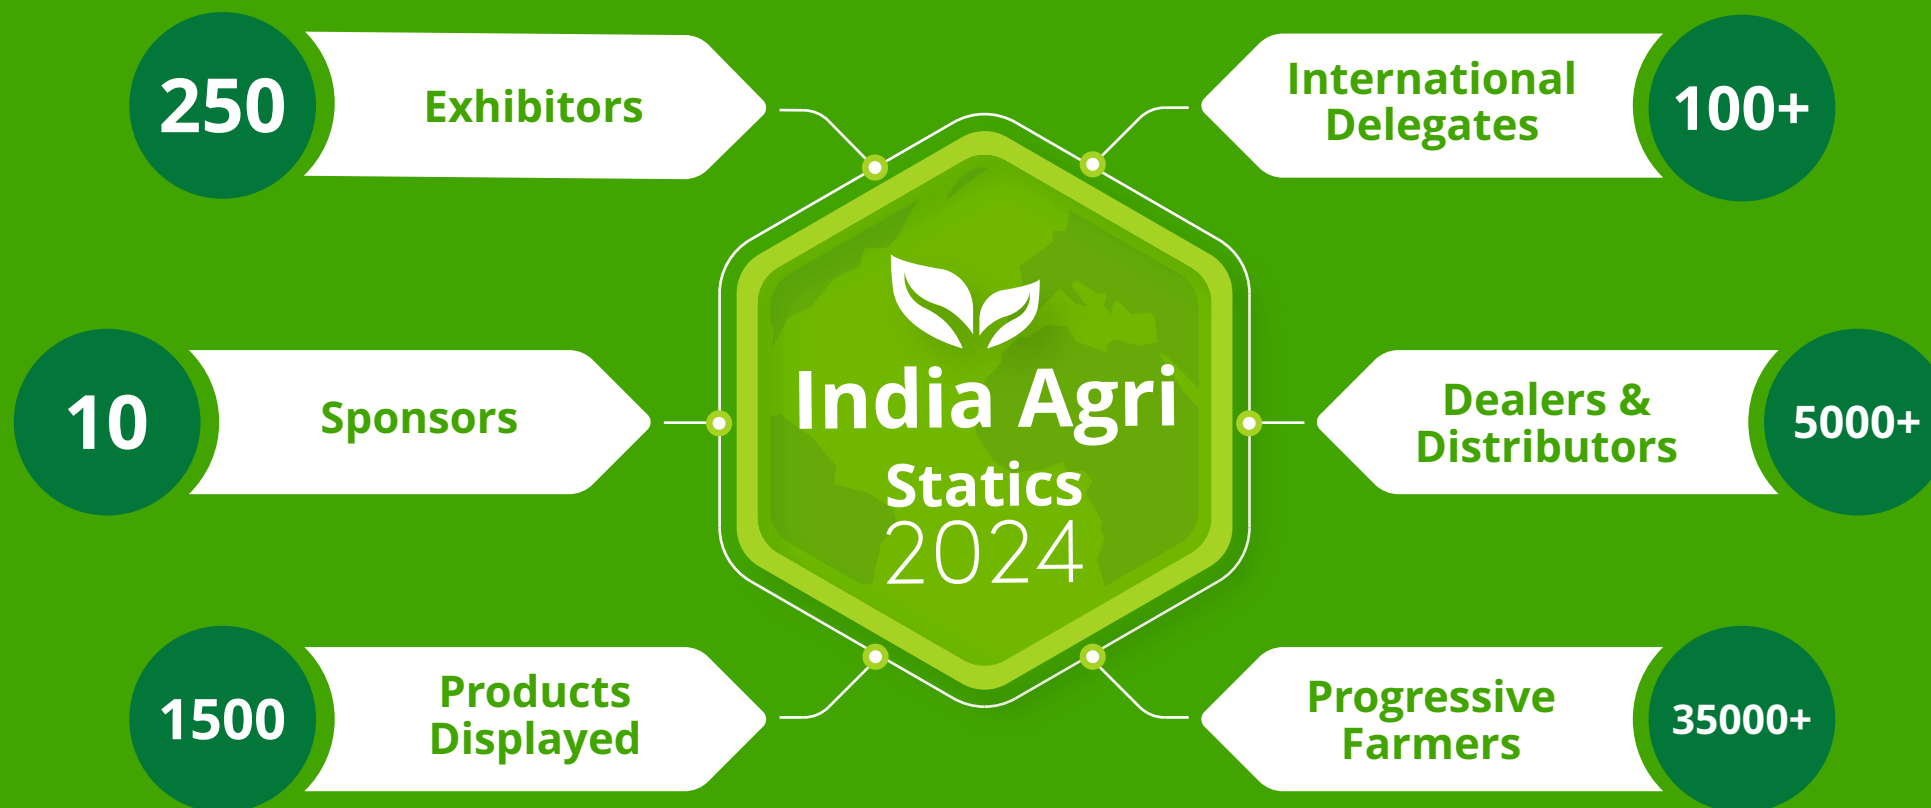 250
Exhibitors
International
Delegates
100+
India Agri
Statics
2024
10
Sponsors
Dealers &
Distributors
5000+
1500
Products
Displayed
Progressive
Farmers
35000+